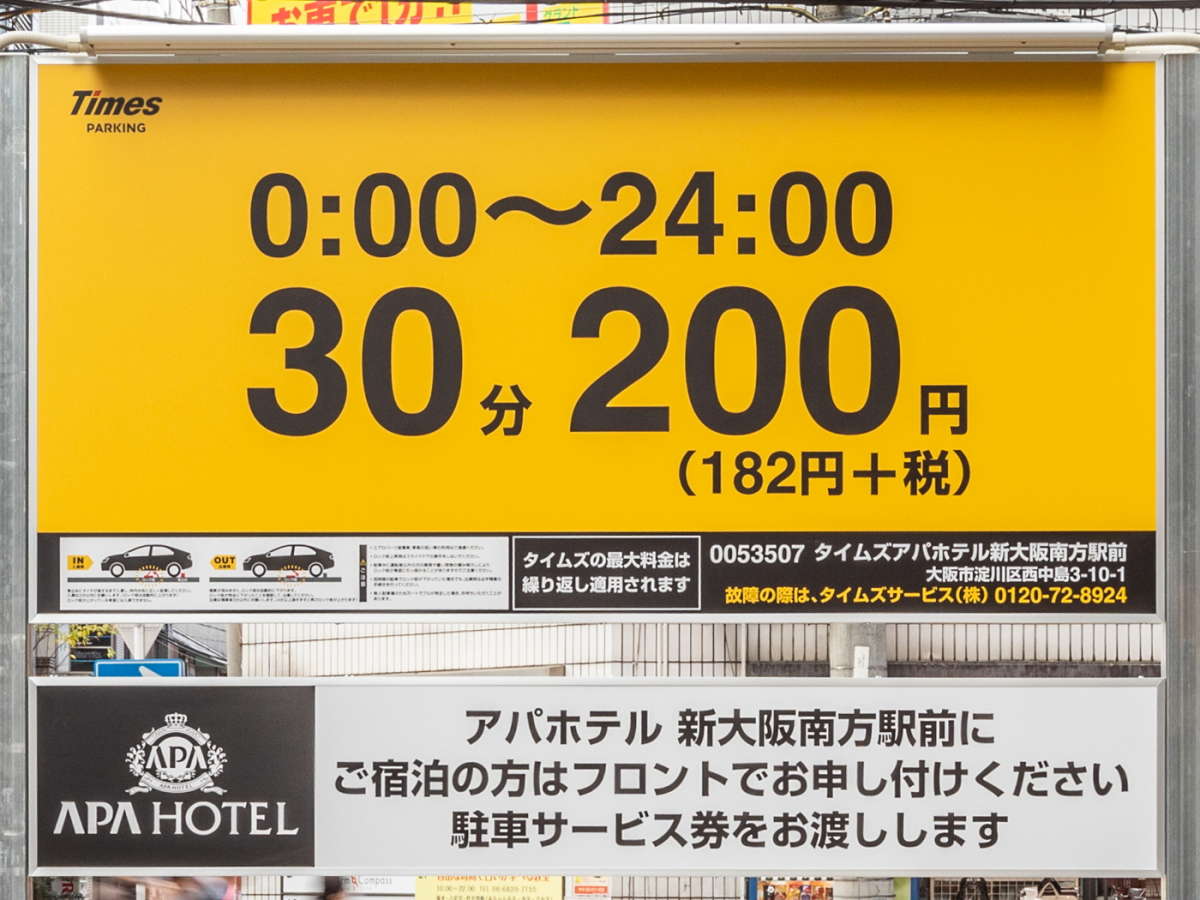 お車で1分
Times
PARKING
0:00〜24:00
30分 200円
(182円+税)
IN
OUT
タイムズの最大料金は
繰り返し適用されます
0053507 タイムズアパホテル新大阪南方駅前
大阪市淀川区西中島3-10-1
故障の際は、タイムズサービス(株) 0120-72-8924
APA
APA HOTEL
APA HOTEL
アパホテル 新大阪南方駅前に
ご宿泊の方はフロントでお申し付けください
駐車サービス券をお渡しします